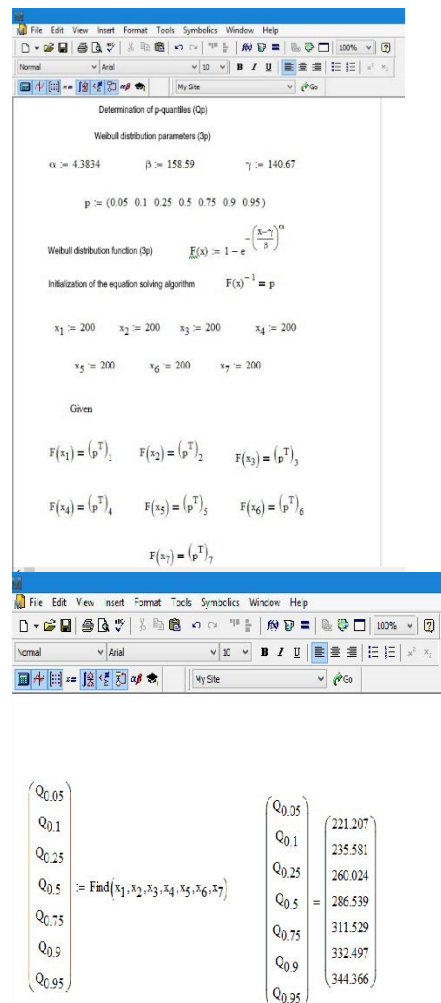 File Edit View Insert Format Tools Symbolics Window Help
100%
Normal Arial 10 B I U
My Site Go
Determination of p-quantiles (Qp)
Weibull distribution parameters (3p)
α := 4.3834 β := 158.59 γ := 140.67
p := (0.05 0.1 0.25 0.5 0.75 0.9 0.95)
Weibull distribution function (3p) F(x) := 1 − e^(−((x−γ)/β)^α)
Initialization of the equation solving algorithm F(x)^−1 = p
x₁ := 200 x₂ := 200 x₃ := 200 x₄ := 200
x₅ := 200 x₆ := 200 x₇ := 200
Given
F(x₁) = (p^T)₁ F(x₂) = (p^T)₂ F(x₃) = (p^T)₃
F(x₄) = (p^T)₄ F(x₅) = (p^T)₅ F(x₆) = (p^T)₆
F(x₇) = (p^T)₇
File Edit View Insert Format Tools Symbolics Window Help
100%
Normal Arial 10 B I U
My Site Go
Q0.05 Q0.05 221.207
Q0.1 Q0.1 235.581
Q0.25 Q0.25 260.024
Q0.5 := Find(x₁,x₂,x₃,x₄,x₅,x₆,x₇) Q0.5 = 286.539
Q0.75 Q0.75 311.529
Q0.9 Q0.9 332.497
Q0.95 Q0.95 344.366